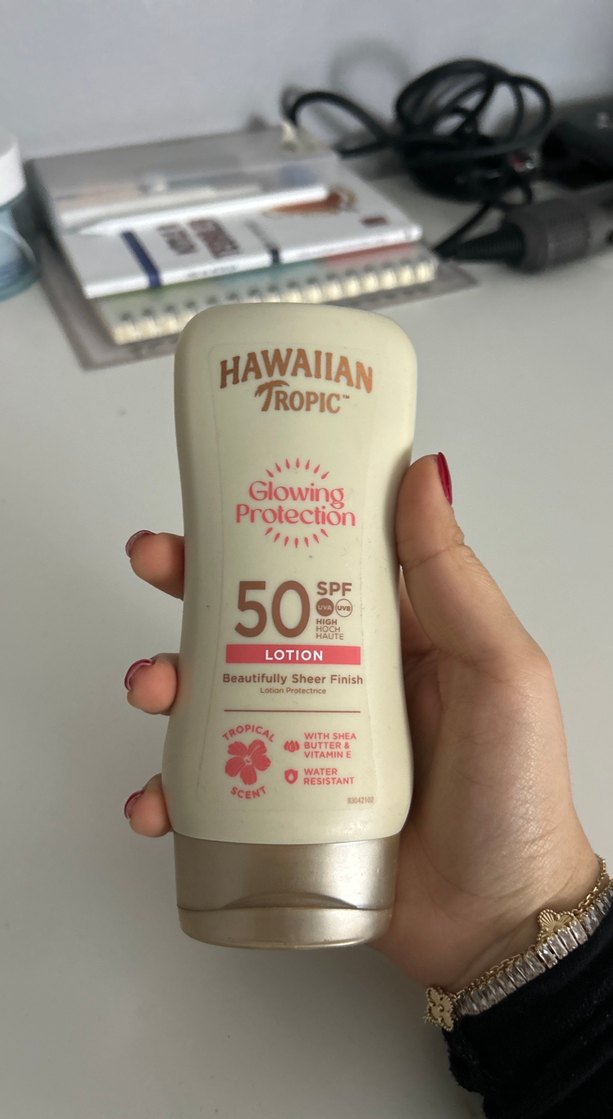 HAWAIIAN
TROPIC™
Glowing
Protection
50 SPF
UVA UVB
HIGH
HOCH
HAUTE
LOTION
Beautifully Sheer Finish
Lotion Protectrice
TROPICAL
SCENT
WITH SHEA
BUTTER &
VITAMIN E
WATER
RESISTANT